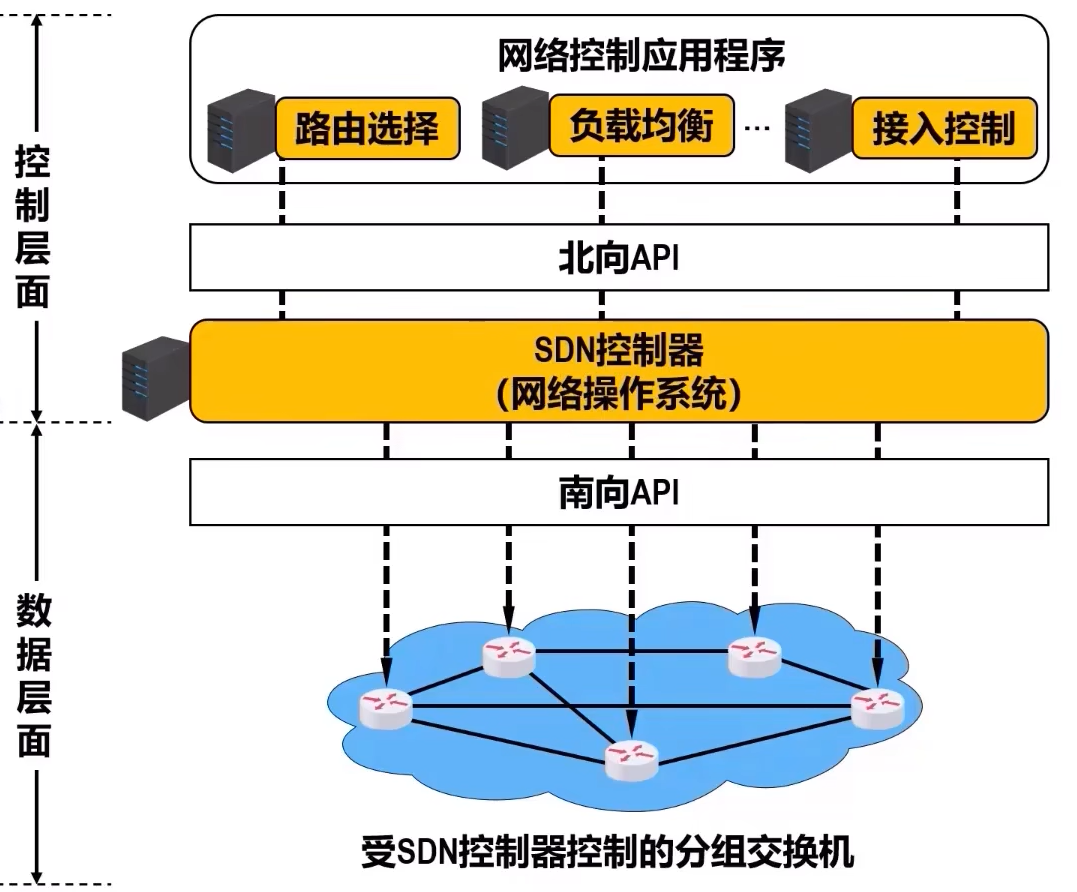 网络控制应用程序
路由选择
负载均衡
...
接入控制
控制层面
北向API
SDN控制器
(网络操作系统)
南向API
数据层面
受SDN控制器控制的分组交换机